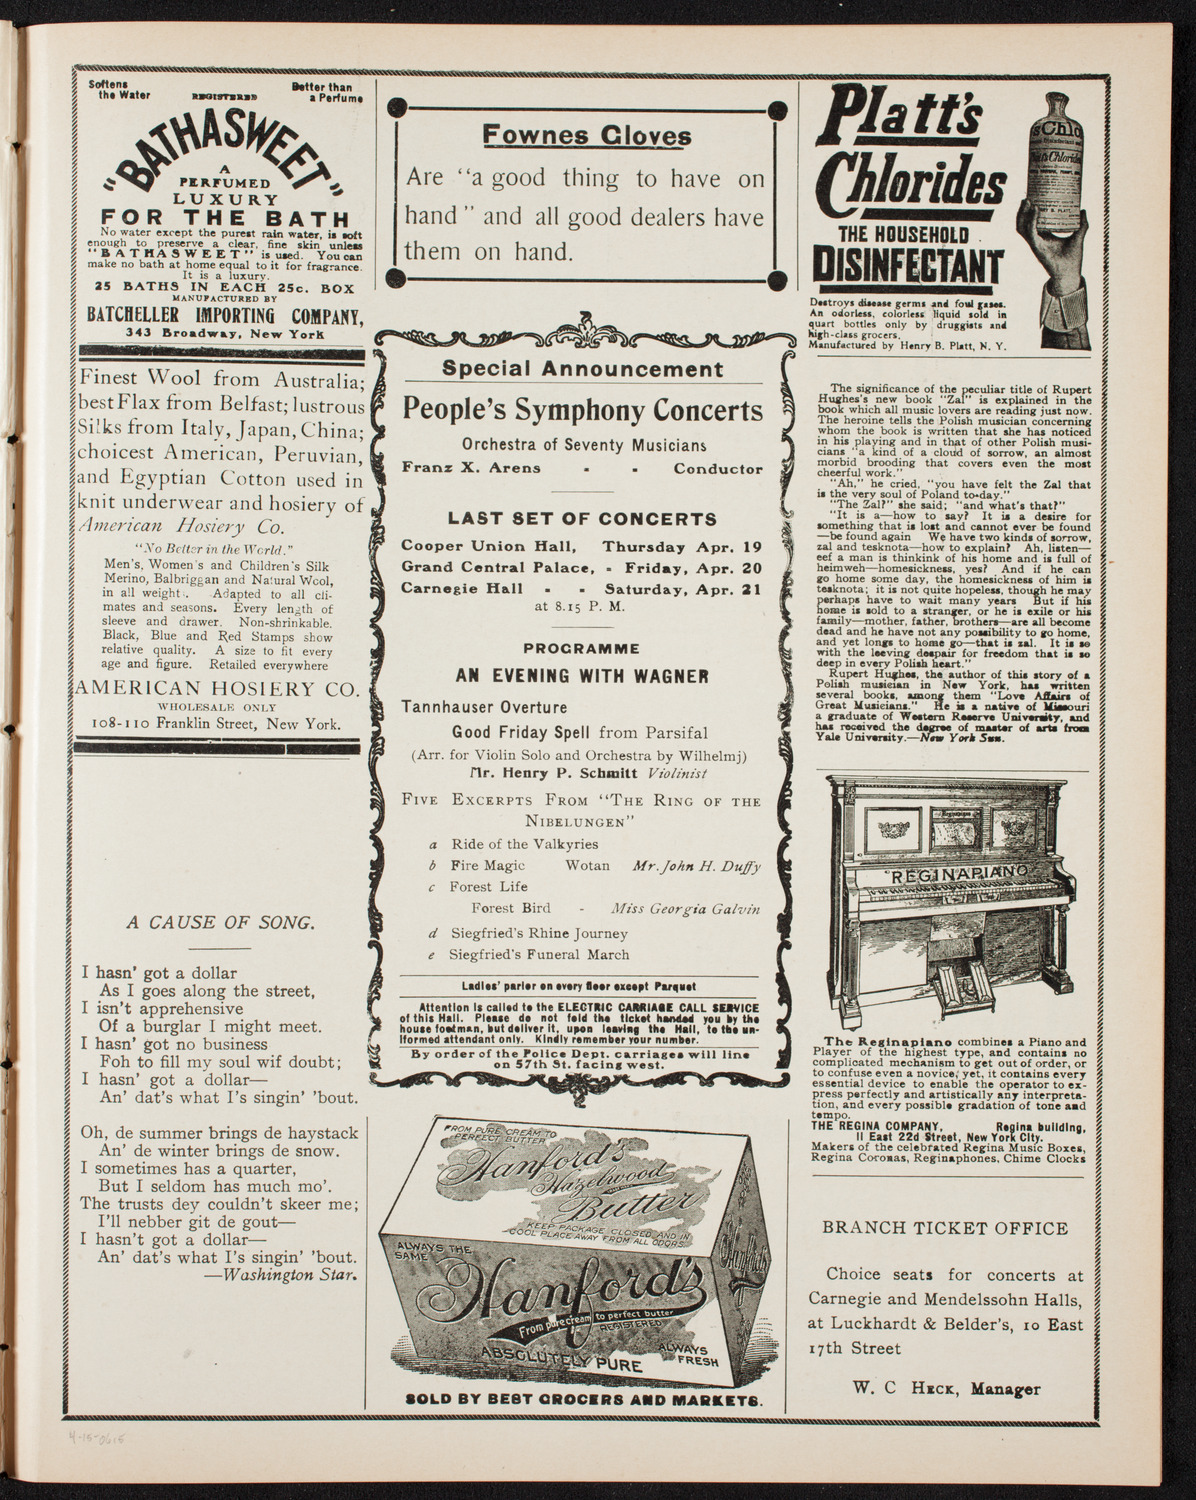 Softens
the Water
REGISTERED
Better than
a Perfume
"BATHASWEET"
A
PERFUMED
LUXURY
FOR THE BATH
No water except the purest rain water, is soft
enough to preserve a clear, fine skin unless
"BATHASWEET" is used. You can
make no bath at home equal to it for fragrance.
It is a luxury.
25 BATHS IN EACH 25c. BOX
MANUFACTURED BY
BATCHELLER IMPORTING COMPANY,
343 Broadway, New York
Finest Wool from Australia;
best Flax from Belfast; lustrous
Silks from Italy, Japan, China;
choicest American, Peruvian,
and Egyptian Cotton used in
knit underwear and hosiery of
American Hosiery Co.
"No Better in the World."
Men's, Women's and Children's Silk
Merino, Balbriggan and Natural Wool,
in all weights. Adapted to all cli-
mates and seasons. Every length of
sleeve and drawer. Non-shrinkable.
Black, Blue and Red Stamps show
relative quality. A size to fit every
age and figure. Retailed everywhere
AMERICAN HOSIERY CO.
WHOLESALE ONLY
108-110 Franklin Street, New York.
A CAUSE OF SONG.
I hasn' got a dollar
As I goes along the street,
I isn't apprehensive
Of a burglar I might meet.
I hasn' got no business
Foh to fill my soul wif doubt;
I hasn' got a dollar—
An' dat's what I's singin' 'bout.
Oh, de summer brings de haystack
An' de winter brings de snow.
I sometimes has a quarter,
But I seldom has much mo'.
The trusts dey couldn't skeer me;
I'll nebber git de gout—
I hasn't got a dollar—
An' dat's what I's singin' 'bout.
—Washington Star.
Fownes Gloves
Are "a good thing to have on
hand" and all good dealers have
them on hand.
Special Announcement
People's Symphony Concerts
Orchestra of Seventy Musicians
Franz X. Arens - - Conductor
LAST SET OF CONCERTS
Cooper Union Hall, Thursday Apr. 19
Grand Central Palace, - Friday, Apr. 20
Carnegie Hall - - Saturday, Apr. 21
at 8.15 P. M.
PROGRAMME
AN EVENING WITH WAGNER
Tannhauser Overture
Good Friday Spell from Parsifal
(Arr. for Violin Solo and Orchestra by Wilhelmj)
Mr. Henry P. Schmitt Violinist
FIVE EXCERPTS FROM "THE RING OF THE
NIBELUNGEN"
a Ride of the Valkyries
b Fire Magic Wotan Mr. John H. Duffy
c Forest Life
Forest Bird - Miss Georgia Galvin
d Siegfried's Rhine Journey
e Siegfried's Funeral March
Ladies' parlor on every floor except Parquet
Attention is called to the ELECTRIC CARRIAGE CALL SERVICE
of this Hall. Please do not fold the ticket handed you by the
house footman, but deliver it, upon leaving the Hall, to the un-
iformed attendant only. Kindly remember your number.
By order of the Police Dept. carriages will line
on 57th St. facing west.
FROM PURE CREAM TO
PERFECT BUTTER
Hanford's
Hazelwood
Butter
KEEP PACKAGE CLOSED AND IN
COOL PLACE AWAY FROM ALL ODORS.
ALWAYS THE
SAME
Hanford's
From pure cream to perfect butter
REGISTERED
ABSOLUTELY PURE
ALWAYS
FRESH
Hanford's
SOLD BY BEST GROCERS AND MARKETS.
Platt's
Chlorides
THE HOUSEHOLD
DISINFECTANT
Destroys disease germs and foul gases.
An odorless, colorless liquid sold in
quart bottles only by druggists and
high-class grocers,
Manufactured by Henry B. Platt, N. Y.
The significance of the peculiar title of Rupert
Hughes's new book "Zal" is explained in the
book which all music lovers are reading just now.
The heroine tells the Polish musician concerning
whom the book is written that she has noticed
in his playing and in that of other Polish musi-
cians "a kind of a cloud of sorrow, an almost
morbid brooding that covers even the most
cheerful work."
"Ah," he cried, "you have felt the Zal that
is the very soul of Poland to-day."
"The Zal?" she said; "and what's that?"
"It is a—how to say? It is a desire for
something that is lost and cannot ever be found
—be found again We have two kinds of sorrow,
zal and tesknota—how to explain? Ah, listen—
eef a man is thinkink of his home and is full of
heimweh—homesickness, yes? And if he can
go home some day, the homesickness of him is
tesknota; it is not quite hopeless, though he may
perhaps have to wait many years But if his
home is sold to a stranger, or he is exile or his
family—mother, father, brothers—are all become
dead and he have not any possibility to go home,
and yet longs to home go—that is zal. It is so
with the leeving despair for freedom that is so
deep in every Polish heart."
Rupert Hughes, the author of this story of a
Polish musician in New York, has written
several books, among them "Love Affairs of
Great Musicians." He is a native of Missouri
a graduate of Western Reserve University, and
has received the degree of master of arts from
Yale University.—New York Sun.
REGINAPIANO
The Reginapiano combines a Piano and
Player of the highest type, and contains no
complicated mechanism to get out of order, or
to confuse even a novice; yet, it contains every
essential device to enable the operator to ex-
press perfectly and artistically any interpreta-
tion, and every possible gradation of tone and
tempo.
THE REGINA COMPANY, Regina building,
11 East 22d Street, New York City.
Makers of the celebrated Regina Music Boxes,
Regina Coronas, Reginaphones, Chime Clocks
BRANCH TICKET OFFICE
Choice seats for concerts at
Carnegie and Mendelssohn Halls,
at Luckhardt & Belder's, 10 East
17th Street
W. C HECK, Manager
4-15-06